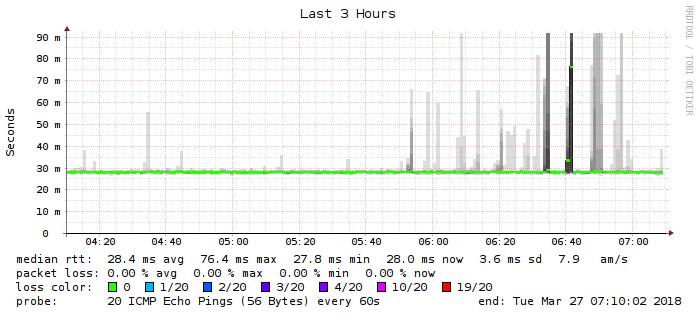 Last 3 Hours
RRDTOOL / TOBI OETIKER
Seconds
90 m
80 m
70 m
60 m
50 m
40 m
30 m
20 m
10 m
0
04:20 04:40 05:00 05:20 05:40 06:00 06:20 06:40 07:00
median rtt: 28.4 ms avg 76.4 ms max 27.8 ms min 28.0 ms now 3.6 ms sd 7.9 am/s
packet loss: 0.00 % avg 0.00 % max 0.00 % min 0.00 % now
loss color: 0 1/20 2/20 3/20 4/20 10/20 19/20
probe: 20 ICMP Echo Pings (56 Bytes) every 60s end: Tue Mar 27 07:10:02 2018